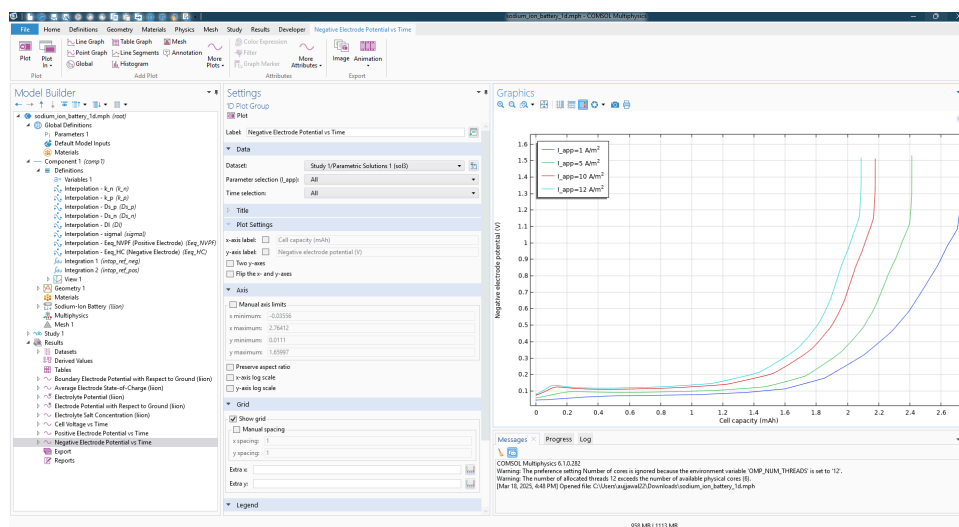 sodium_ion_battery_1d.mph - COMSOL Multiphysics
File Home Definitions Geometry Materials Physics Mesh Study Results Developer Negative Electrode Potential vs Time
Plot
Plot In
Plot
Line Graph Table Graph Mesh
Point Graph Line Segments Annotation
Global Histogram
More Plots
Add Plot
Color Expression
Filter
Graph Marker
More Attributes
Attributes
Image Animation
Export
Model Builder
sodium_ion_battery_1d.mph (root)
Global Definitions
Parameters 1
Default Model Inputs
Materials
Component 1 (comp1)
Definitions
Variables 1
Interpolation - k_n (k_n)
Interpolation - k_p (k_p)
Interpolation - Ds_p (Ds_p)
Interpolation - Ds_n (Ds_n)
Interpolation - Dl (Dl)
Interpolation - sigmal (sigmal)
Interpolation - Eeq_NVPF (Positive Electrode) (Eeq_NVPF)
Interpolation - Eeq_HC (Negative Electrode) (Eeq_HC)
Integration 1 (intop_ref_neg)
Integration 2 (intop_ref_pos)
View 1
Geometry 1
Materials
Sodium-Ion Battery (liion)
Multiphysics
Mesh 1
Study 1
Results
Datasets
Derived Values
Tables
Boundary Electrode Potential with Respect to Ground (liion)
Average Electrode State-of-Charge (liion)
Electrolyte Potential (liion)
Electrode Potential with Respect to Ground (liion)
Electrolyte Salt Concentration (liion)
Cell Voltage vs Time
Positive Electrode Potential vs Time
Negative Electrode Potential vs Time
Export
Reports
Settings
1D Plot Group
Plot
Label: Negative Electrode Potential vs Time
Data
Dataset: Study 1/Parametric Solutions 1 (sol3)
Parameter selection (I_app): All
Time selection: All
Title
Plot Settings
x-axis label: Cell capacity (mAh)
y-axis label: Negative electrode potential (V)
Two y-axes
Flip the x- and y-axes
Axis
Manual axis limits
x minimum: -0.03556
x maximum: 2.76412
y minimum: 0.0111
y maximum: 1.65997
Preserve aspect ratio
x-axis log scale
y-axis log scale
Grid
Show grid
Manual spacing
x spacing: 1
y spacing: 1
Extra x:
Extra y:
Legend
Graphics
1.6
1.5
1.4
1.3
1.2
1.1
1
0.9
0.8
0.7
0.6
0.5
0.4
0.3
0.2
0.1
Negative electrode potential (V)
I_app=1 A/m²
I_app=5 A/m²
I_app=10 A/m²
I_app=12 A/m²
0 0.2 0.4 0.6 0.8 1 1.2 1.4 1.6 1.8 2 2.2 2.4 2.6
Cell capacity (mAh)
Messages Progress Log
COMSOL Multiphysics 6.1.0.282
Warning: The preference setting Number of cores is ignored because the environment variable 'OMP_NUM_THREADS' is set to '12'.
Warning: The number of allocated threads 12 exceeds the number of available physical cores (6).
[Mar 18, 2025, 4:48 PM] Opened file: C:\Users\aujjawal22\Downloads\sodium_ion_battery_1d.mph
958 MB | 1113 MB